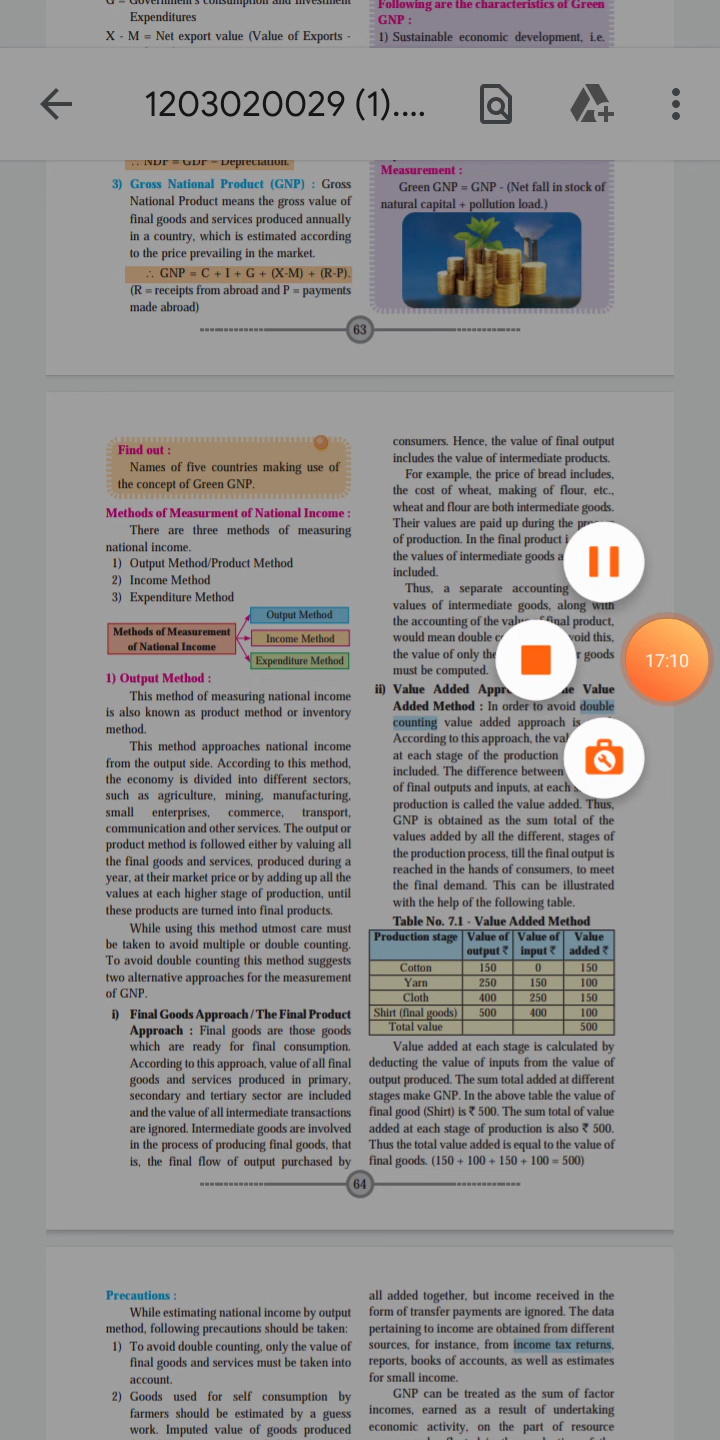 G = Government's consumption and Investment
Expenditures
X - M = Net export value (Value of Exports -
Following are the characteristics of Green
GNP :
1) Sustainable economic development, i.e.
1203020029 (1)....
∴ NDP = GDP – Depreciation.
3) Gross National Product (GNP) : Gross
National Product means the gross value of
final goods and services produced annually
in a country, which is estimated according
to the price prevailing in the market.
∴ GNP = C + I + G + (X-M) + (R-P).
(R = receipts from abroad and P = payments
made abroad)
Measurement :
Green GNP = GNP - (Net fall in stock of
natural capital + pollution load.)
63
Find out :
Names of five countries making use of
the concept of Green GNP.
Methods of Measurment of National Income :
There are three methods of measuring
national income.
1) Output Method/Product Method
2) Income Method
3) Expenditure Method
Methods of Measurement
of National Income
Output Method
Income Method
Expenditure Method
1) Output Method :
This method of measuring national income
is also known as product method or inventory
method.
This method approaches national income
from the output side. According to this method,
the economy is divided into different sectors,
such as agriculture, mining, manufacturing,
small enterprises, commerce, transport,
communication and other services. The output or
product method is followed either by valuing all
the final goods and services, produced during a
year, at their market price or by adding up all the
values at each higher stage of production, until
these products are turned into final products.
While using this method utmost care must
be taken to avoid multiple or double counting.
To avoid double counting this method suggests
two alternative approaches for the measurement
of GNP.
i) Final Goods Approach / The Final Product
Approach : Final goods are those goods
which are ready for final consumption.
According to this approach, value of all final
goods and services produced in primary,
secondary and tertiary sector are included
and the value of all intermediate transactions
are ignored. Intermediate goods are involved
in the process of producing final goods, that
is, the final flow of output purchased by
consumers. Hence, the value of final output
includes the value of intermediate products.
For example, the price of bread includes,
the cost of wheat, making of flour, etc.,
wheat and flour are both intermediate goods.
Their values are paid up during the
of production. In the final product
the values of intermediate goods
included.
Thus, a separate accounting
values of intermediate goods, along with
the accounting of the value final product,
would mean double avoid this,
the value of only the goods
must be computed.
ii) Value Added Value
Added Method : In order to avoid double
counting value added approach is
According to this approach, the
at each stage of the production
included. The difference between
of final outputs and inputs, at each
production is called the value added. Thus,
GNP is obtained as the sum total of the
values added by all the different, stages of
the production process, till the final output is
reached in the hands of consumers, to meet
the final demand. This can be illustrated
with the help of the following table.
Table No. 7.1 - Value Added Method
Production stage Value of output ₹ Value of input ₹ Value added ₹
Cotton 150 0 150
Yarn 250 150 100
Cloth 400 250 150
Shirt (final goods) 500 400 100
Total value 500
Value added at each stage is calculated by
deducting the value of inputs from the value of
output produced. The sum total added at different
stages make GNP. In the above table the value of
final good (Shirt) is ₹ 500. The sum total of value
added at each stage of production is also ₹ 500.
Thus the total value added is equal to the value of
final goods. (150 + 100 + 150 + 100 = 500)
17:10
64
Precautions :
While estimating national income by output
method, following precautions should be taken:
1) To avoid double counting, only the value of
final goods and services must be taken into
account.
2) Goods used for self consumption by
farmers should be estimated by a guess
work. Imputed value of goods produced
all added together, but income received in the
form of transfer payments are ignored. The data
pertaining to income are obtained from different
sources, for instance, from income tax returns,
reports, books of accounts, as well as estimates
for small income.
GNP can be treated as the sum of factor
incomes, earned as a result of undertaking
economic activity, on the part of resource